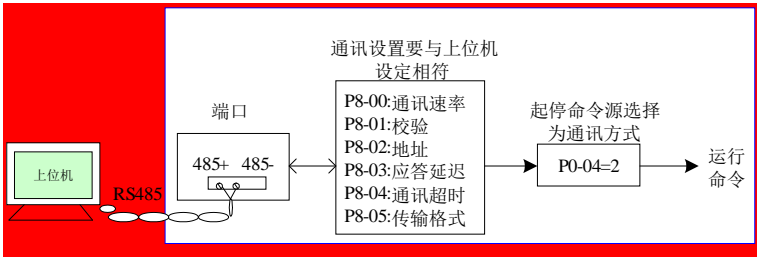 通讯设置要与上位机
设定相符
端口
P8-00:通讯速率
P8-01:校验
P8-02:地址
P8-03:应答延迟
P8-04:通讯超时
P8-05:传输格式
起停命令源选择
为通讯方式
P0-04=2
运行
命令
485+ 485-
上位机
RS485